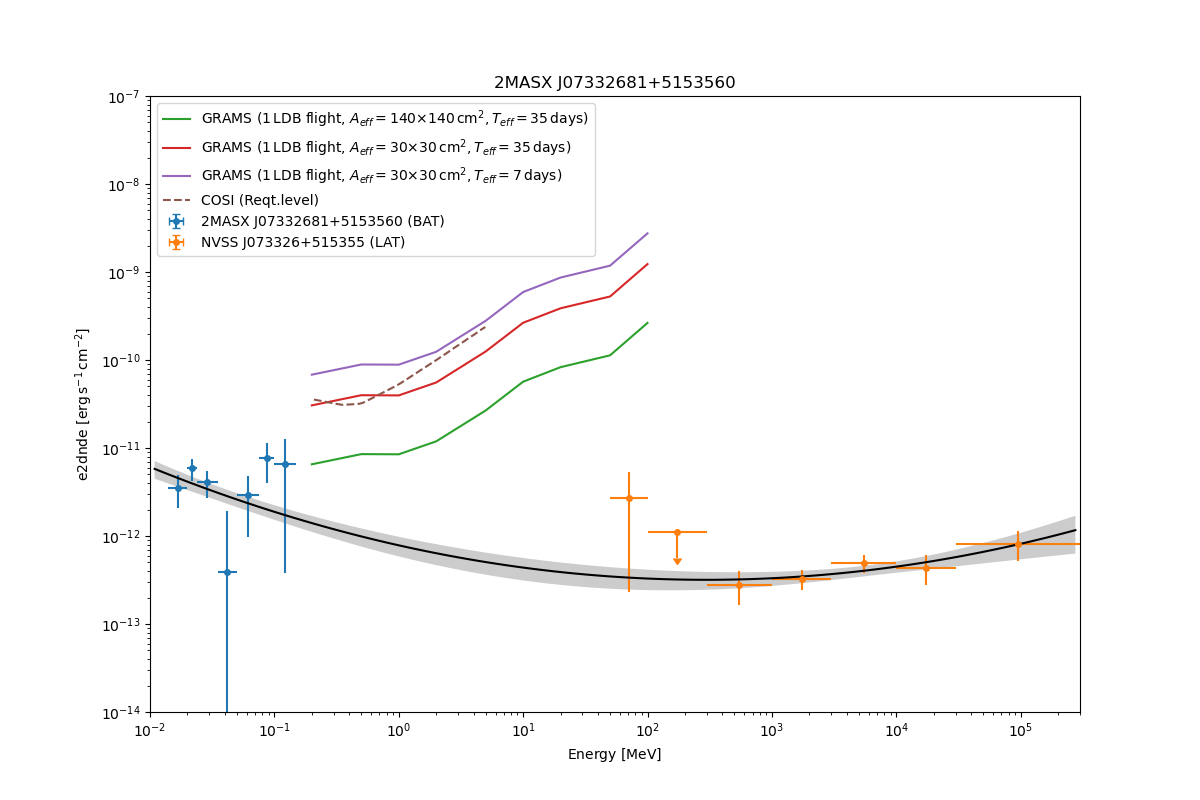 2MASX J07332681+5153560
GRAMS (1 LDB flight, A_eff = 140×140 cm², T_eff = 35 days)
GRAMS (1 LDB flight, A_eff = 30×30 cm², T_eff = 35 days)
GRAMS (1 LDB flight, A_eff = 30×30 cm², T_eff = 7 days)
COSI (Reqt.level)
2MASX J07332681+5153560 (BAT)
NVSS J073326+515355 (LAT)
e2dnde [erg s⁻¹ cm⁻²]
10⁻⁷
10⁻⁸
10⁻⁹
10⁻¹⁰
10⁻¹¹
10⁻¹²
10⁻¹³
10⁻¹⁴
10⁻² 10⁻¹ 10⁰ 10¹ 10² 10³ 10⁴ 10⁵
Energy [MeV]